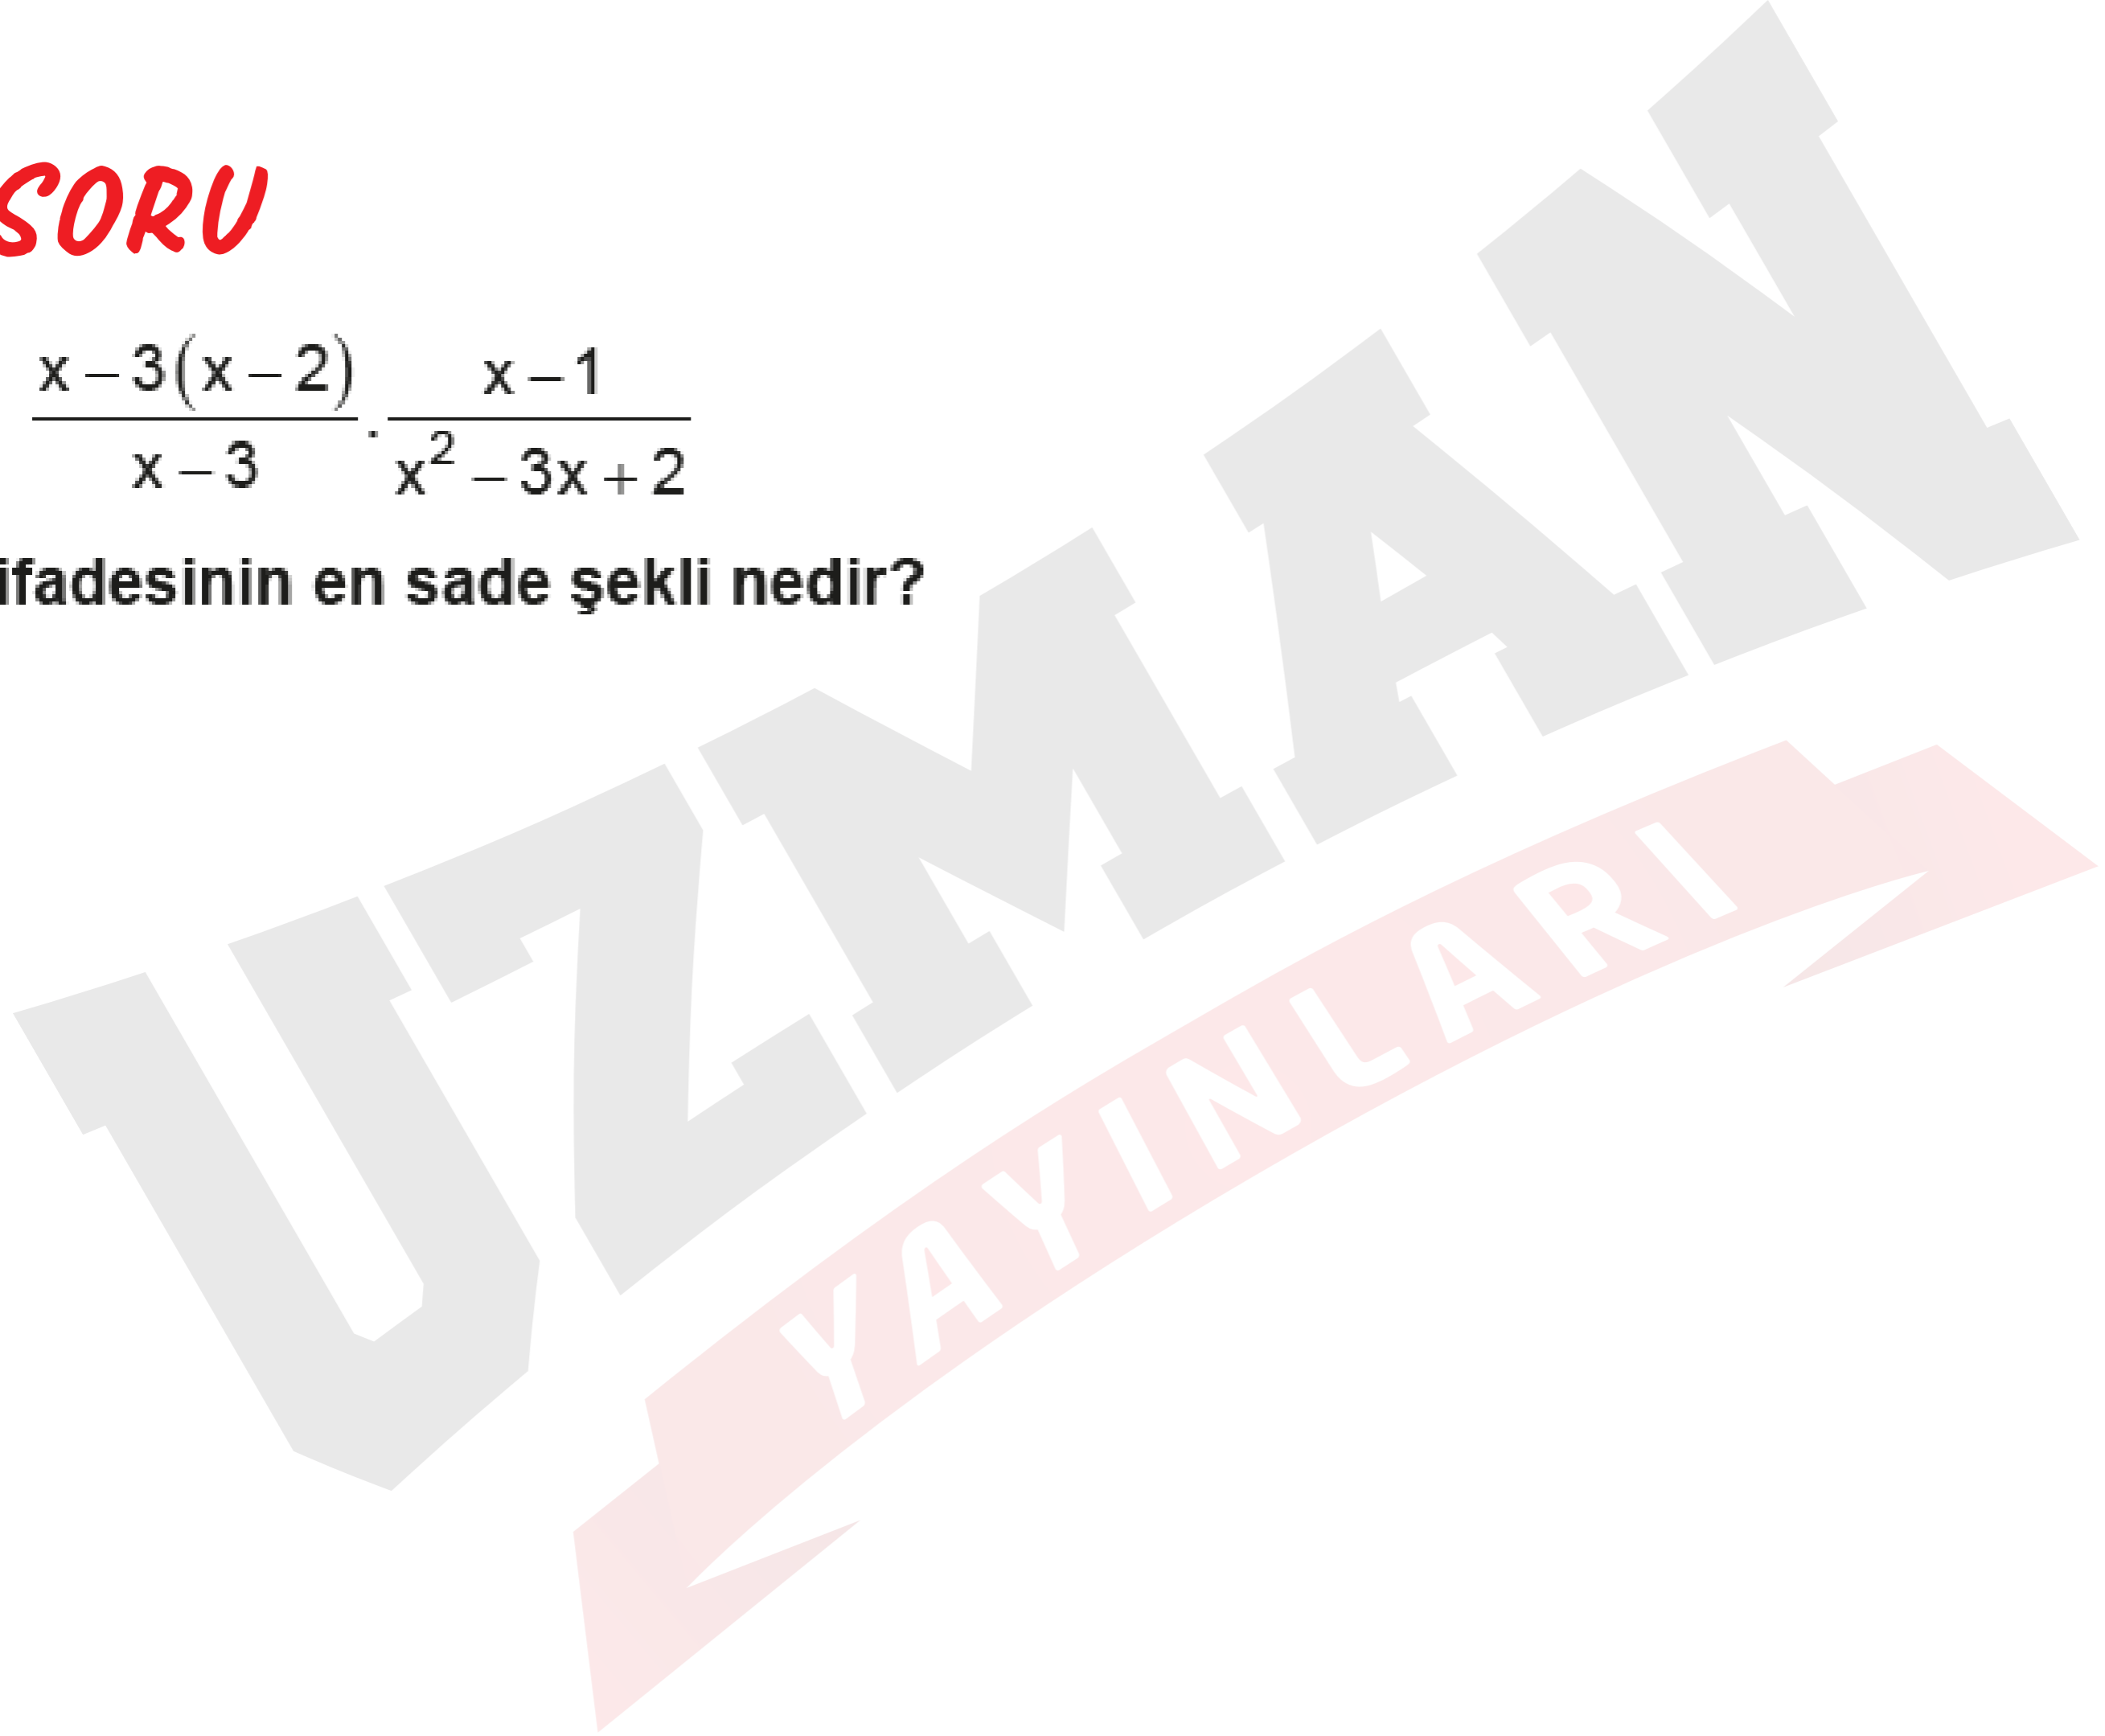 SORU
x – 3(x – 2) / x – 3 . x – 1 / x² – 3x + 2
ifadesinin en sade şekli nedir?
UZMAN
YAYINLARI